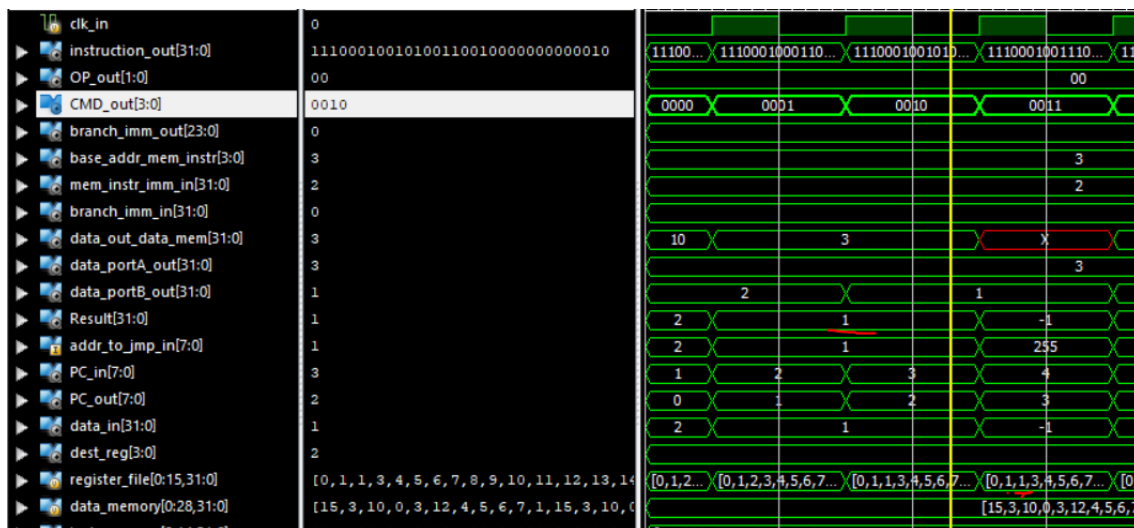 clk_in 0
instruction_out[31:0] 11100010010100110010000000000010 11100... 1110001000110... 1110001001010... 1110001001110... 11
OP_out[1:0] 00 00
CMD_out[3:0] 0010 0000 0001 0010 0011
branch_imm_out[23:0] 0
base_addr_mem_instr[3:0] 3 3
mem_instr_imm_in[31:0] 2 2
branch_imm_in[31:0] 0
data_out_data_mem[31:0] 3 10 3 X
data_portA_out[31:0] 3 3
data_portB_out[31:0] 1 2 1
Result[31:0] 1 2 1 -1
addr_to_jmp_in[7:0] 1 2 1 255
PC_in[7:0] 3 1 2 3 4
PC_out[7:0] 2 0 1 2 3
data_in[31:0] 1 2 1 -1
dest_reg[3:0] 2
register_file[0:15,31:0] [0,1,1,3,4,5,6,7,8,9,10,11,12,13,14 [0,1,2... [0,1,2,3,4,5,6,7... [0,1,1,3,4,5,6,7... [0,1,1,3,4,5,6,7... [0
data_memory[0:28,31:0] [15,3,10,0,3,12,4,5,6,7,1,15,3,10,0 [15,3,10,0,3,12,4,5,6,7